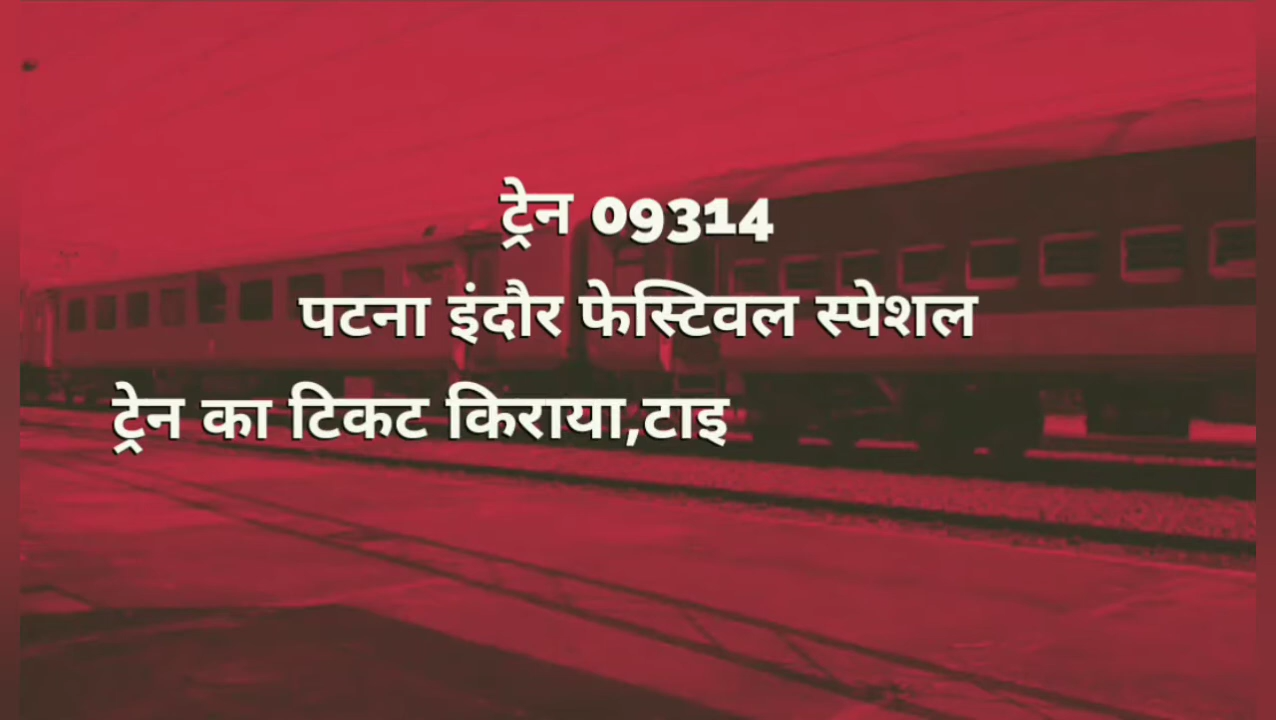 ट्रेन 09314
पटना इंदौर फेस्टिवल स्पेशल
ट्रेन का टिकट किराया,टाइ